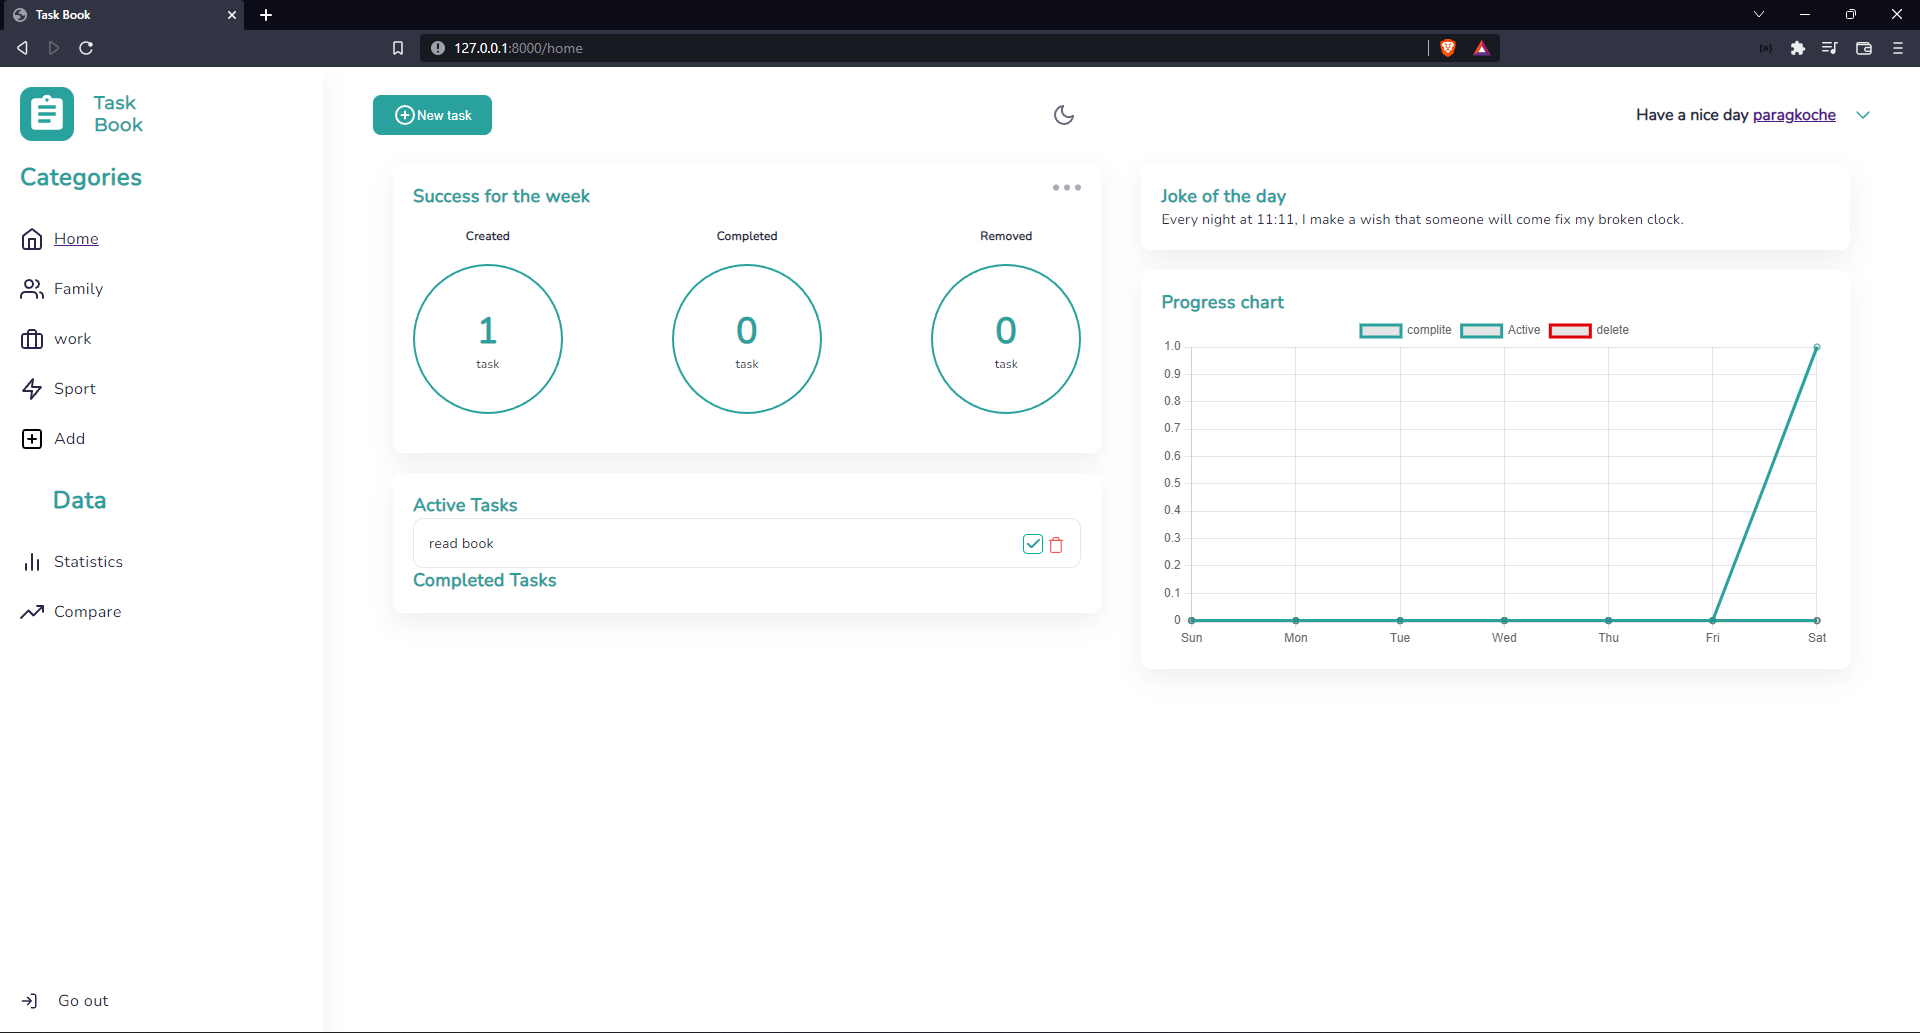 Task Book
127.0.0.1:8000/home
Task
Book
Categories
Home
Family
work
Sport
Add
Data
Statistics
Compare
Go out
New task
Have a nice day paragkoche
Success for the week
Created
Completed
Removed
1
0
0
task
task
task
Active Tasks
read book
Completed Tasks
Joke of the day
Every night at 11:11, I make a wish that someone will come fix my broken clock.
Progress chart
complite
Active
delete
1.0
0.9
0.8
0.7
0.6
0.5
0.4
0.3
0.2
0.1
0
Sun
Mon
Tue
Wed
Thu
Fri
Sat